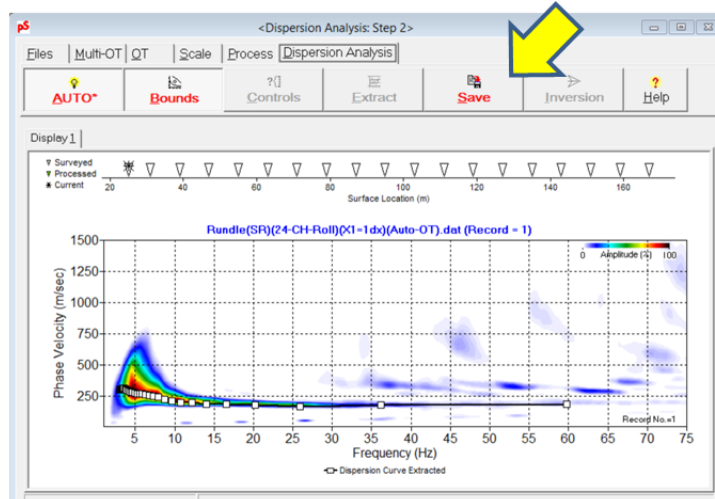 pS <Dispersion Analysis: Step 2>
Files Multi-OT OT Scale Process Dispersion Analysis
AUTO* Bounds Controls Extract Save Inversion Help
Display 1
Surveyed
Processed
Current
20 40 60 80 100 120 140 160
Surface Location (m)
Rundle(SR)(24-CH-Roll)(X1=1dx)(Auto-OT).dat (Record = 1)
0 Amplitude (%) 100
Phase Velocity (m/sec)
1500
1250
1000
750
500
250
Record No.=1
5 10 15 20 25 30 35 40 45 50 55 60 65 70 75
Frequency (Hz)
Dispersion Curve Extracted